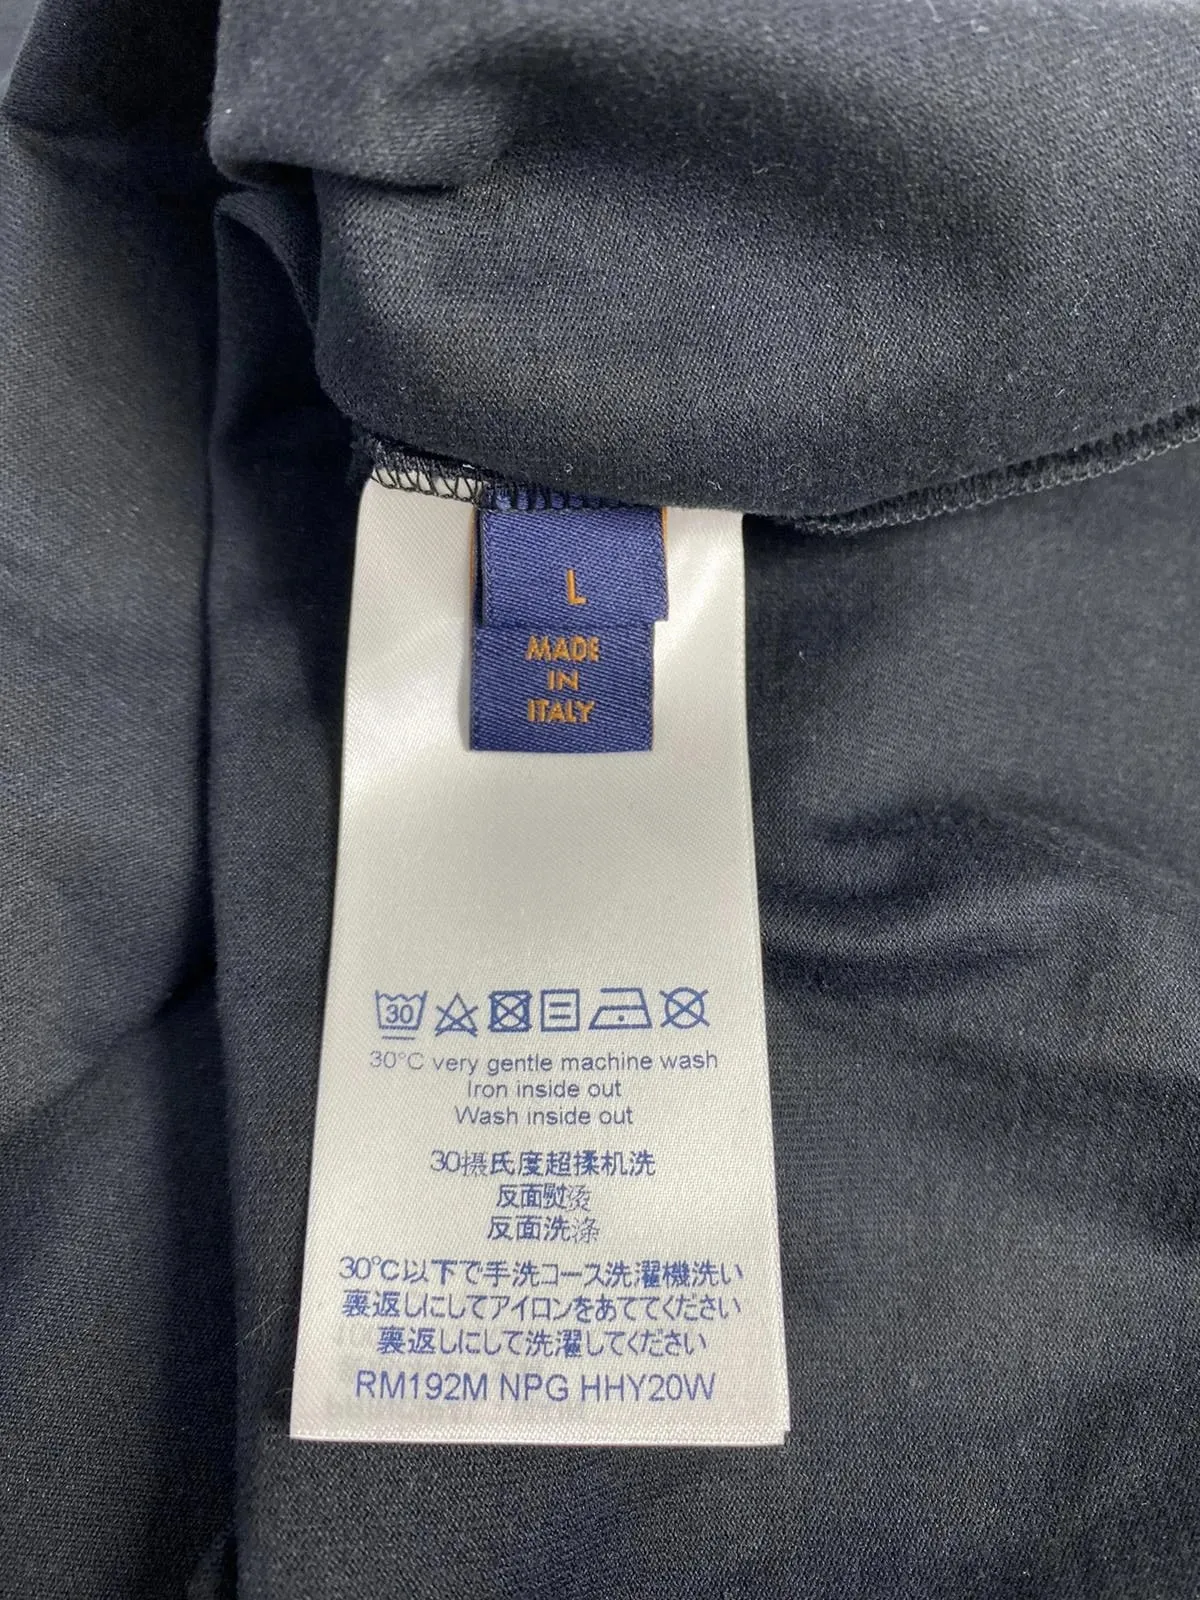 L
MADE
IN
ITALY
30
30°C very gentle machine wash
Iron inside out
Wash inside out
30摄氏度超揉机洗
反面熨烫
反面洗涤
30℃以下で手洗コース洗濯機洗い
裏返しにしてアイロンをあててください
裏返しにして洗濯してください
RM192M NPG HHY20W